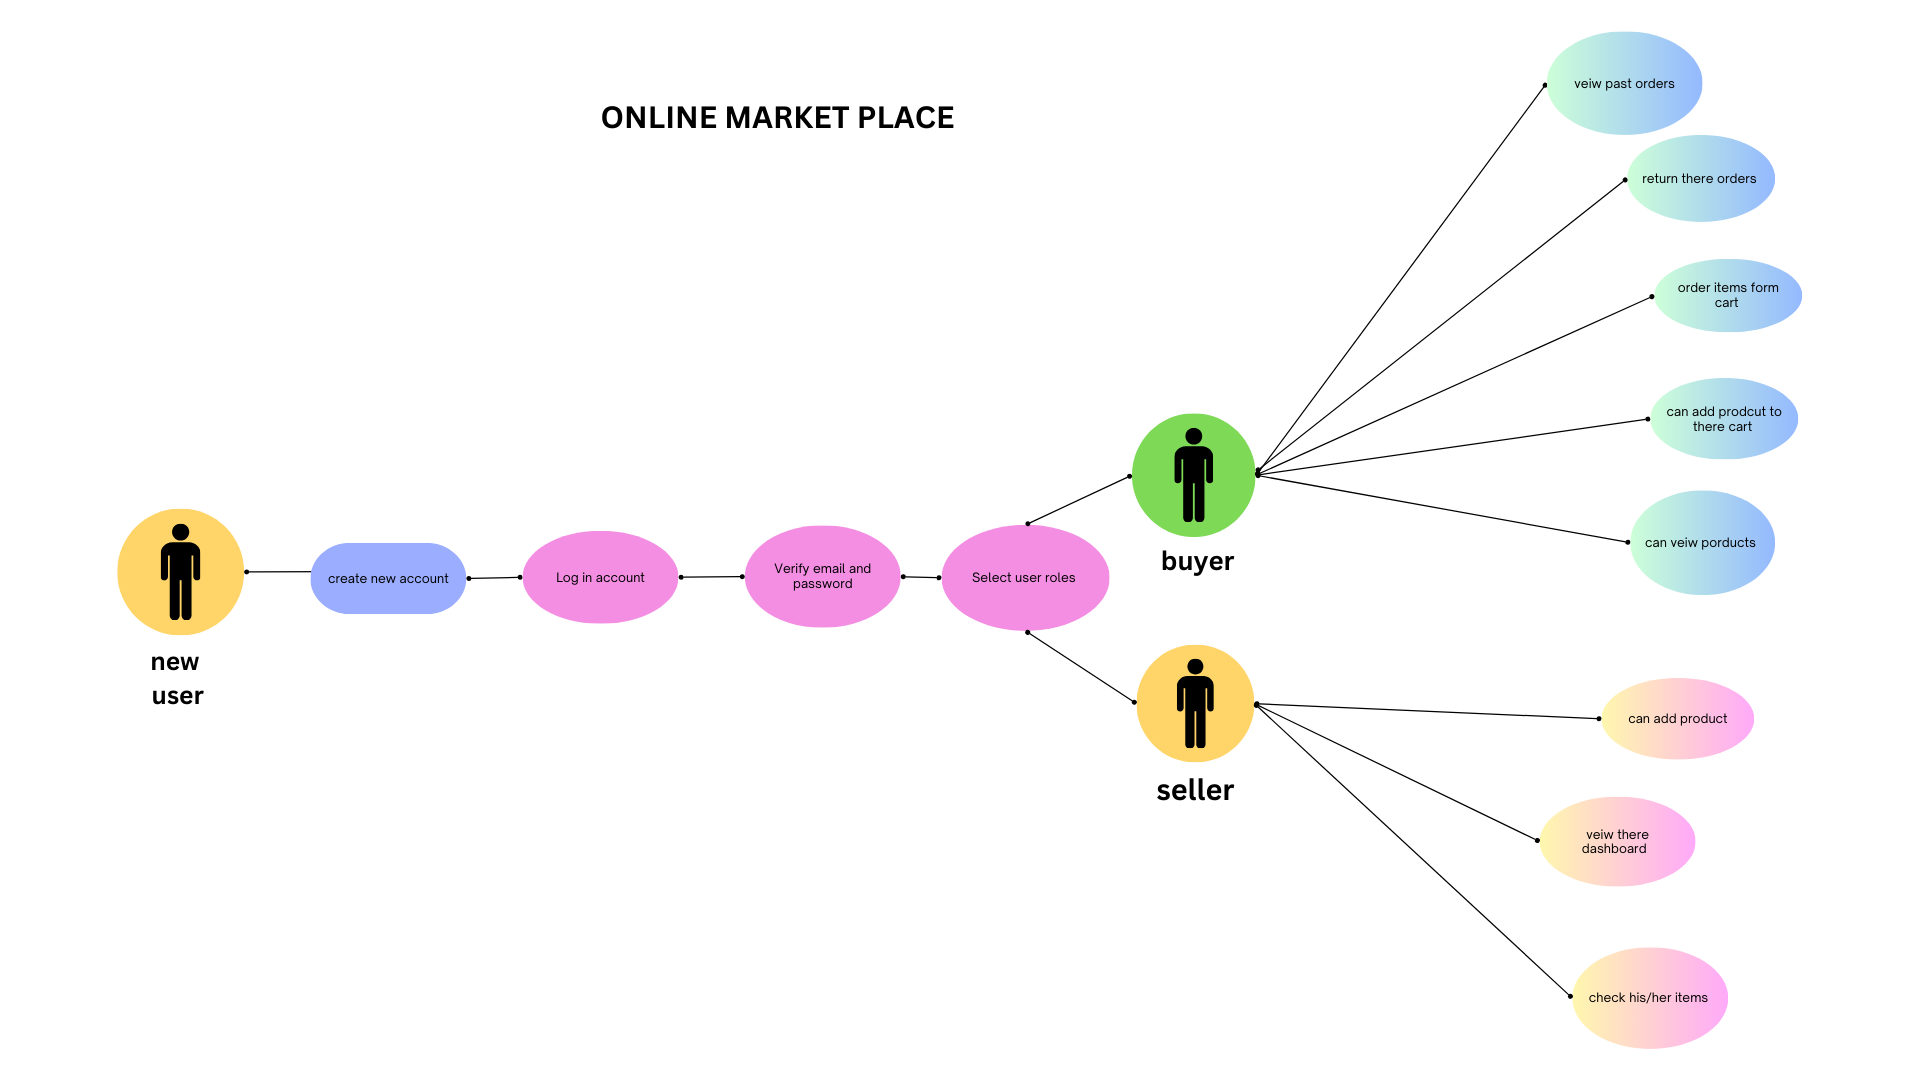 ONLINE MARKET PLACE
new
user
create new account
Log in account
Verify email and
password
Select user roles
buyer
veiw past orders
return there orders
order items form
cart
can add prodcut to
there cart
can veiw porducts
seller
can add product
veiw there
dashboard
check his/her items